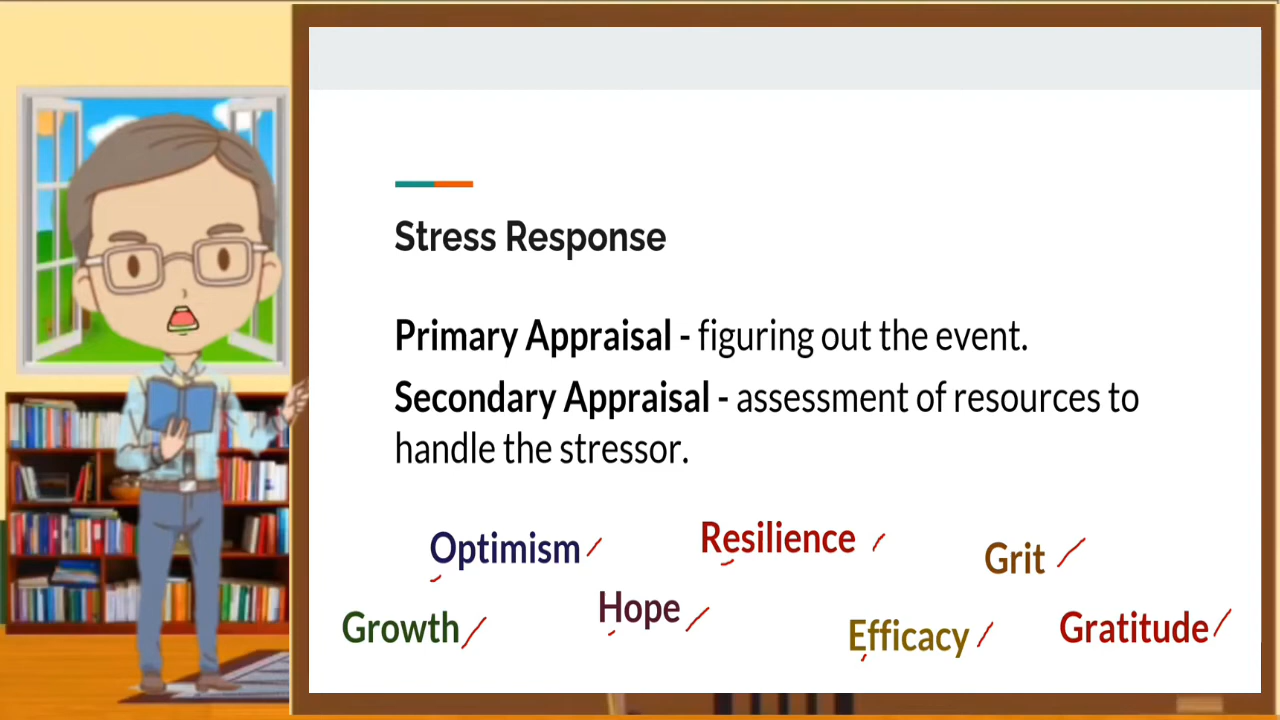 Stress Response
Primary Appraisal - figuring out the event.
Secondary Appraisal - assessment of resources to
handle the stressor.
Optimism
Resilience
Grit
Growth
Hope
Efficacy
Gratitude